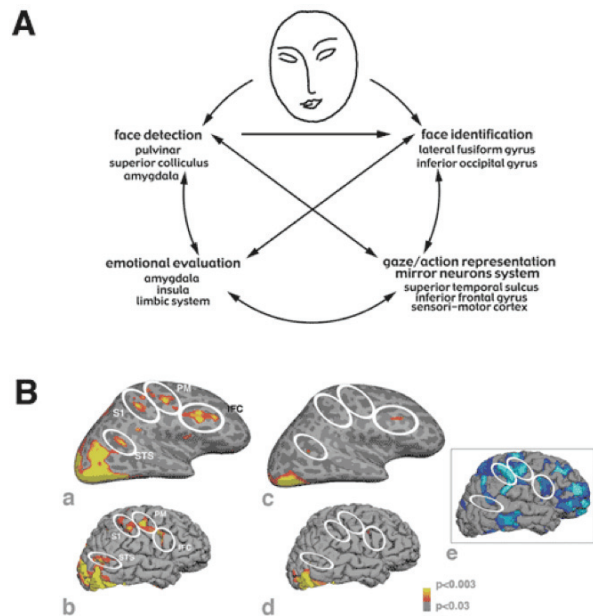 A
face detection
pulvinar
superior colliculus
amygdala
face identification
lateral fusiform gyrus
inferior occipital gyrus
emotional evaluation
amygdala
insula
limbic system
gaze/action representation
mirror neurons system
superior temporal sulcus
inferior frontal gyrus
sensori-motor cortex
B
PM
S1
IFC
STS
a
c
PM
S1
IFC
STS
b
d
e
p<0.003
p<0.03